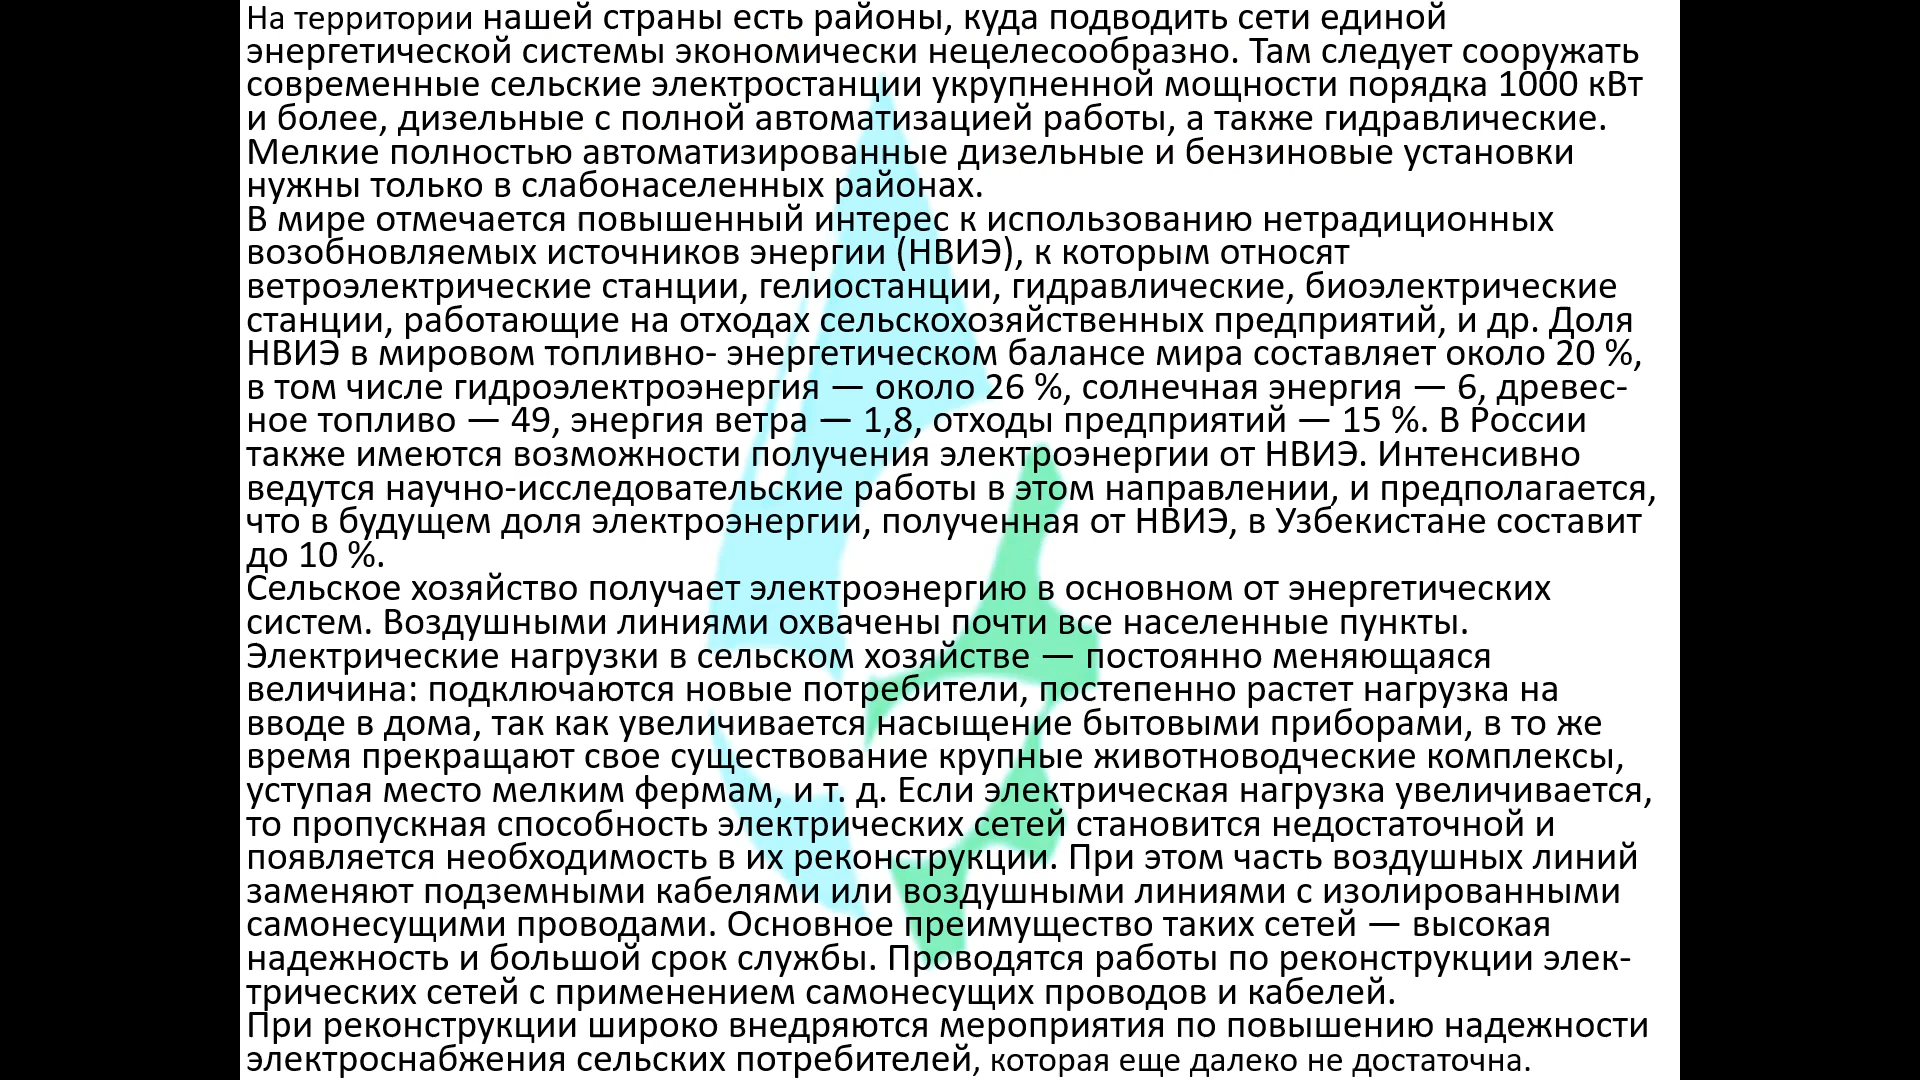 На территории нашей страны есть районы, куда подводить сети единой
энергетической системы экономически нецелесообразно. Там следует сооружать
современные сельские электростанции укрупненной мощности порядка 1000 кВт
и более, дизельные с полной автоматизацией работы, а также гидравлические.
Мелкие полностью автоматизированные дизельные и бензиновые установки
нужны только в слабонаселенных районах.
В мире отмечается повышенный интерес к использованию нетрадиционных
возобновляемых источников энергии (НВИЭ), к которым относят
ветроэлектрические станции, гелиостанции, гидравлические, биоэлектрические
станции, работающие на отходах сельскохозяйственных предприятий, и др. Доля
НВИЭ в мировом топливно- энергетическом балансе мира составляет около 20 %,
в том числе гидроэлектроэнергия — около 26 %, солнечная энергия — 6, древес-
ное топливо — 49, энергия ветра — 1,8, отходы предприятий — 15 %. В России
также имеются возможности получения электроэнергии от НВИЭ. Интенсивно
ведутся научно-исследовательские работы в этом направлении, и предполагается,
что в будущем доля электроэнергии, полученная от НВИЭ, в Узбекистане составит
до 10 %.
Сельское хозяйство получает электроэнергию в основном от энергетических
систем. Воздушными линиями охвачены почти все населенные пункты.
Электрические нагрузки в сельском хозяйстве — постоянно меняющаяся
величина: подключаются новые потребители, постепенно растет нагрузка на
вводе в дома, так как увеличивается насыщение бытовыми приборами, в то же
время прекращают свое существование крупные животноводческие комплексы,
уступая место мелким фермам, и т. д. Если электрическая нагрузка увеличивается,
то пропускная способность электрических сетей становится недостаточной и
появляется необходимость в их реконструкции. При этом часть воздушных линий
заменяют подземными кабелями или воздушными линиями с изолированными
самонесущими проводами. Основное преимущество таких сетей — высокая
надежность и большой срок службы. Проводятся работы по реконструкции элек-
трических сетей с применением самонесущих проводов и кабелей.
При реконструкции широко внедряются мероприятия по повышению надежности
электроснабжения сельских потребителей, которая еще далеко не достаточна.